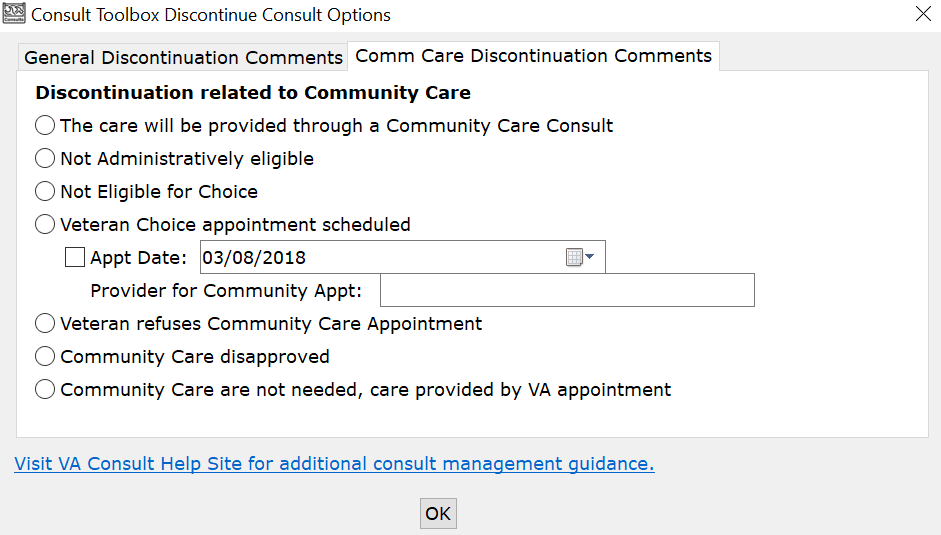 Consult Toolbox Discontinue Consult Options
General Discontinuation Comments
Comm Care Discontinuation Comments
Discontinuation related to Community Care
The care will be provided through a Community Care Consult
Not Administratively eligible
Not Eligible for Choice
Veteran Choice appointment scheduled
Appt Date: 03/08/2018
Provider for Community Appt:
Veteran refuses Community Care Appointment
Community Care disapproved
Community Care are not needed, care provided by VA appointment
Visit VA Consult Help Site for additional consult management guidance.
OK